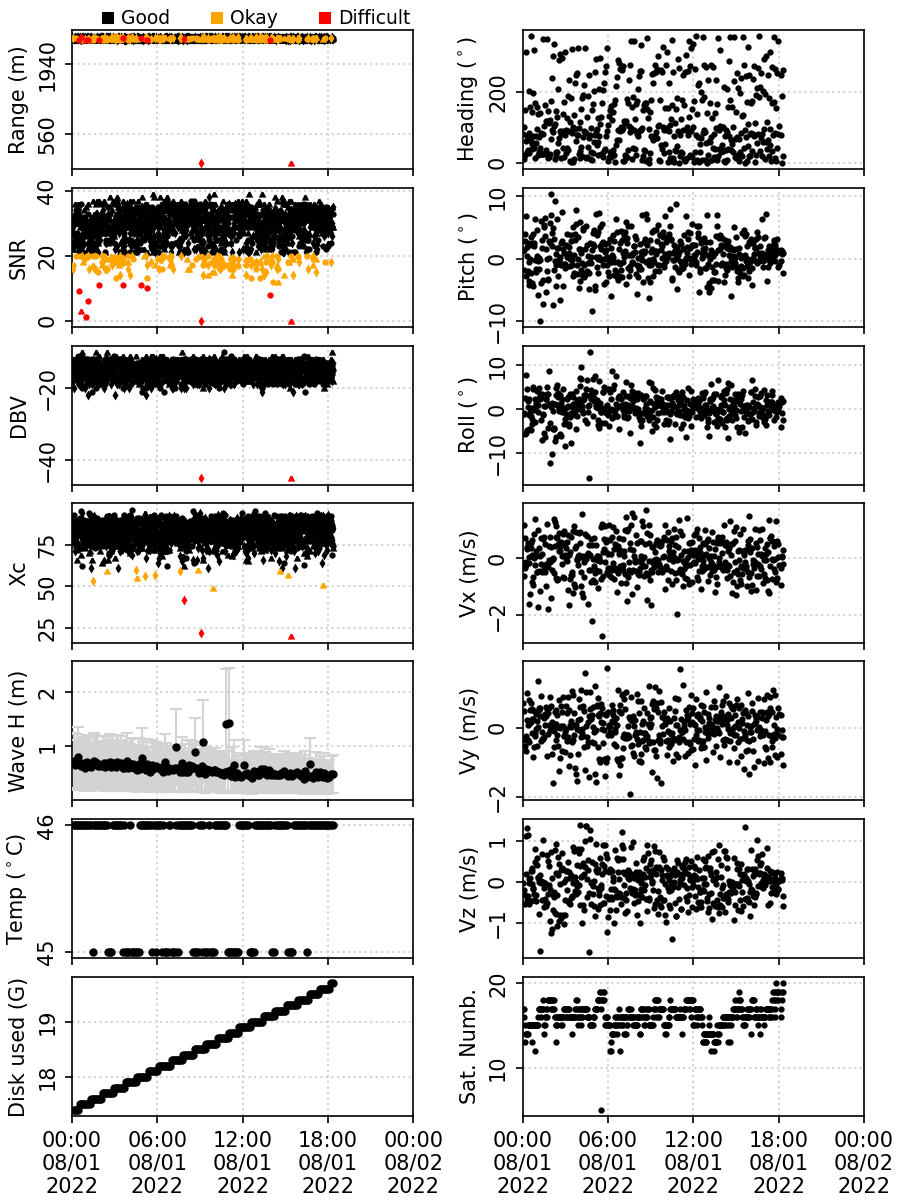 Good Okay Difficult
Range (m)
1940
560
Heading (°)
200
0
SNR
40
20
0
Pitch (°)
10
0
−10
DBV
−20
−40
Roll (°)
10
0
−10
Xc
75
50
25
Vx (m/s)
0
−2
Wave H (m)
2
1
Vy (m/s)
0
−2
Temp (°C)
46
45
Vz (m/s)
1
0
−1
Disk used (G)
19
18
Sat. Numb.
20
10
00:00 06:00 12:00 18:00 00:00 00:00 06:00 12:00 18:00 00:00
08/01 08/01 08/01 08/01 08/02 08/01 08/01 08/01 08/01 08/02
2022 2022 2022 2022 2022 2022 2022 2022 2022 2022